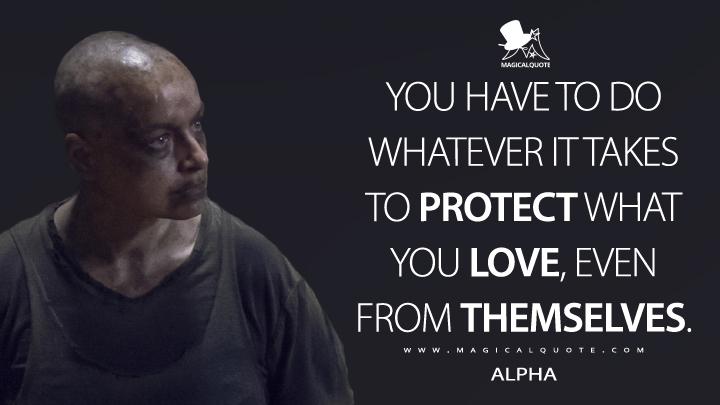 MAGICALQUOTE
YOU HAVE TO DO
WHATEVER IT TAKES
TO PROTECT WHAT
YOU LOVE, EVEN
FROM THEMSELVES.
WWW.MAGICALQUOTE.COM
ALPHA